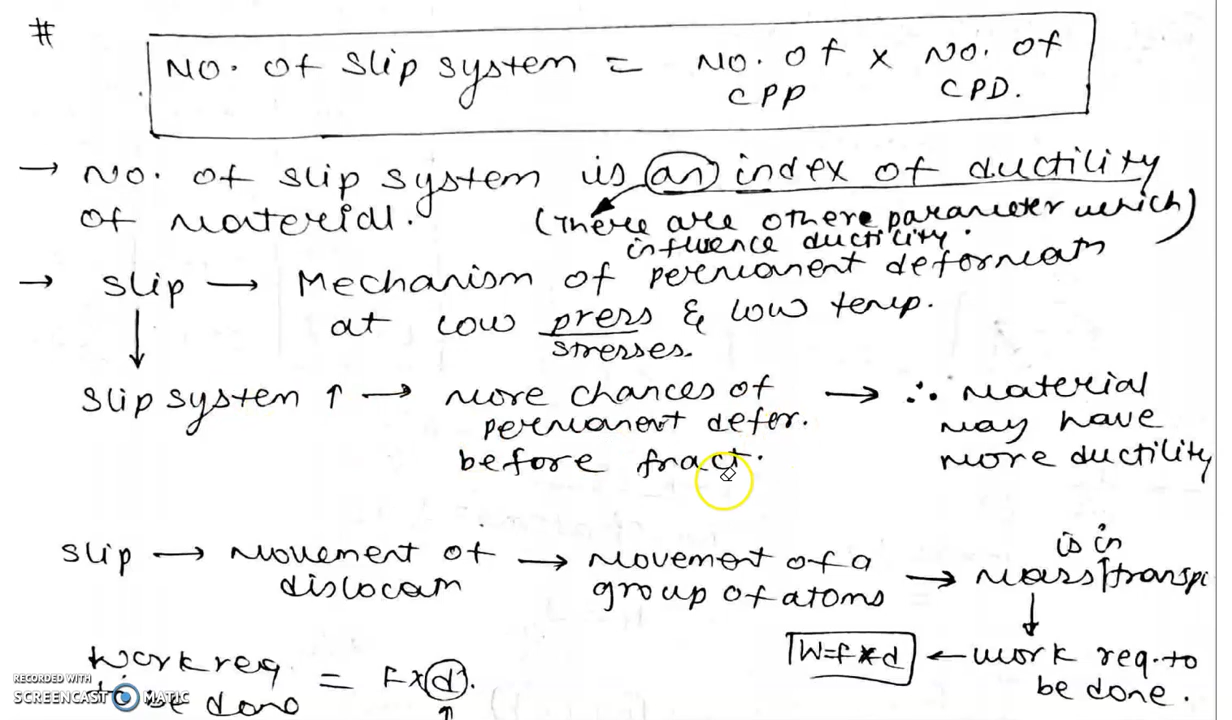 #
No. of slip system = No. of CPP × No. of CPD.
→ No. of slip system is an index of ductility
of material. (There are othere parameter which)
influence ductility.
→ slip → Mechanism of permanent deformatn
at low press & low temp.
stresses.
↓
slip system ↑ → more chances of → ∴ material
permanent defor. may have
before fract. more ductility
is in
slip → movement of → movement of a → mass transp
dislocatn group of atoms
↓
W=F×d ← work req. to
be done.
work req = F×d.
to be done
↑
RECORDED WITH
SCREENCAST MATIC